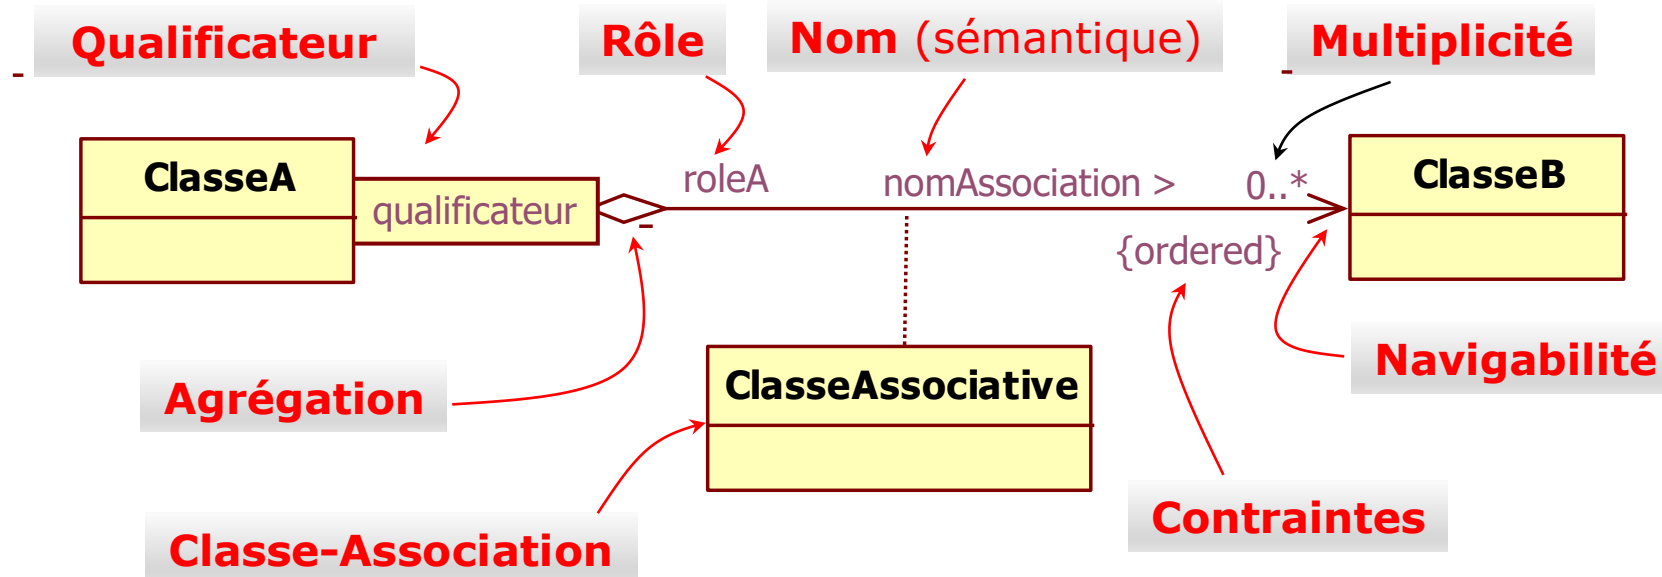 Qualificateur
Rôle
Nom (sémantique)
Multiplicité
ClasseA
qualificateur
roleA
nomAssociation >
0..*
ClasseB
{ordered}
Agrégation
ClasseAssociative
Navigabilité
Contraintes
Classe-Association